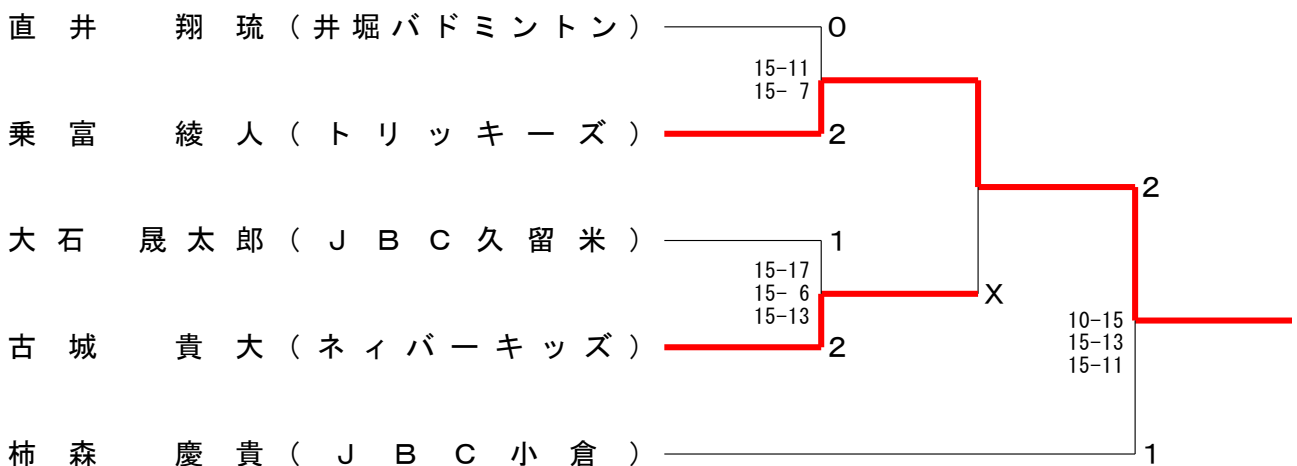 直井 翔琉(井堀バドミントン) 0
15-11
15- 7
乗富 綾人(トリッキーズ) 2
2
大石 晟太郎(JBC久留米) 1
15-17
15- 6
15-13
X
古城 貴大(ネィバーキッズ) 2
10-15
15-13
15-11
柿森 慶貴(JBC小倉) 1